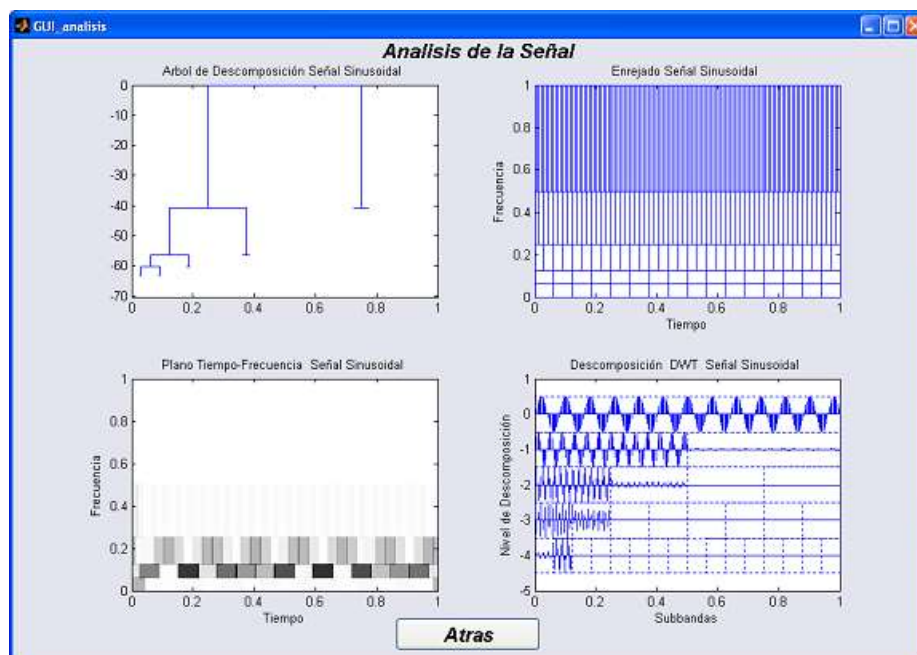 GUI_analisis
Analisis de la Señal
Arbol de Descomposición Señal Sinusoidal
0
-10
-20
-30
-40
-50
-60
-70
0 0.2 0.4 0.6 0.8 1
Enrejado Señal Sinusoidal
Frecuencia
1
0.8
0.6
0.4
0.2
0
0 0.2 0.4 0.6 0.8 1
Tiempo
Plano Tiempo-Frecuencia Señal Sinusoidal
Frecuencia
1
0.8
0.6
0.4
0.2
0
0 0.2 0.4 0.6 0.8 1
Tiempo
Descomposición DWT Señal Sinusoidal
Nivel de Descomposición
1
0
-1
-2
-3
-4
-5
0 0.2 0.4 0.6 0.8 1
Subbandas
Atras